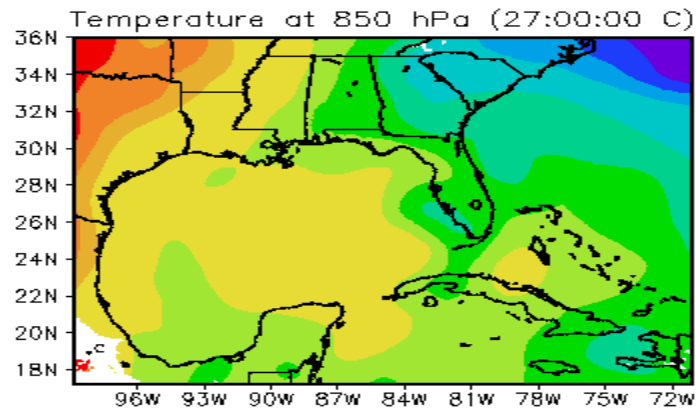 Temperature at 850 hPa (27:00:00 C)
36N
34N
32N
30N
28N
26N
24N
22N
20N
18N
96W 93W 90W 87W 84W 81W 78W 75W 72W